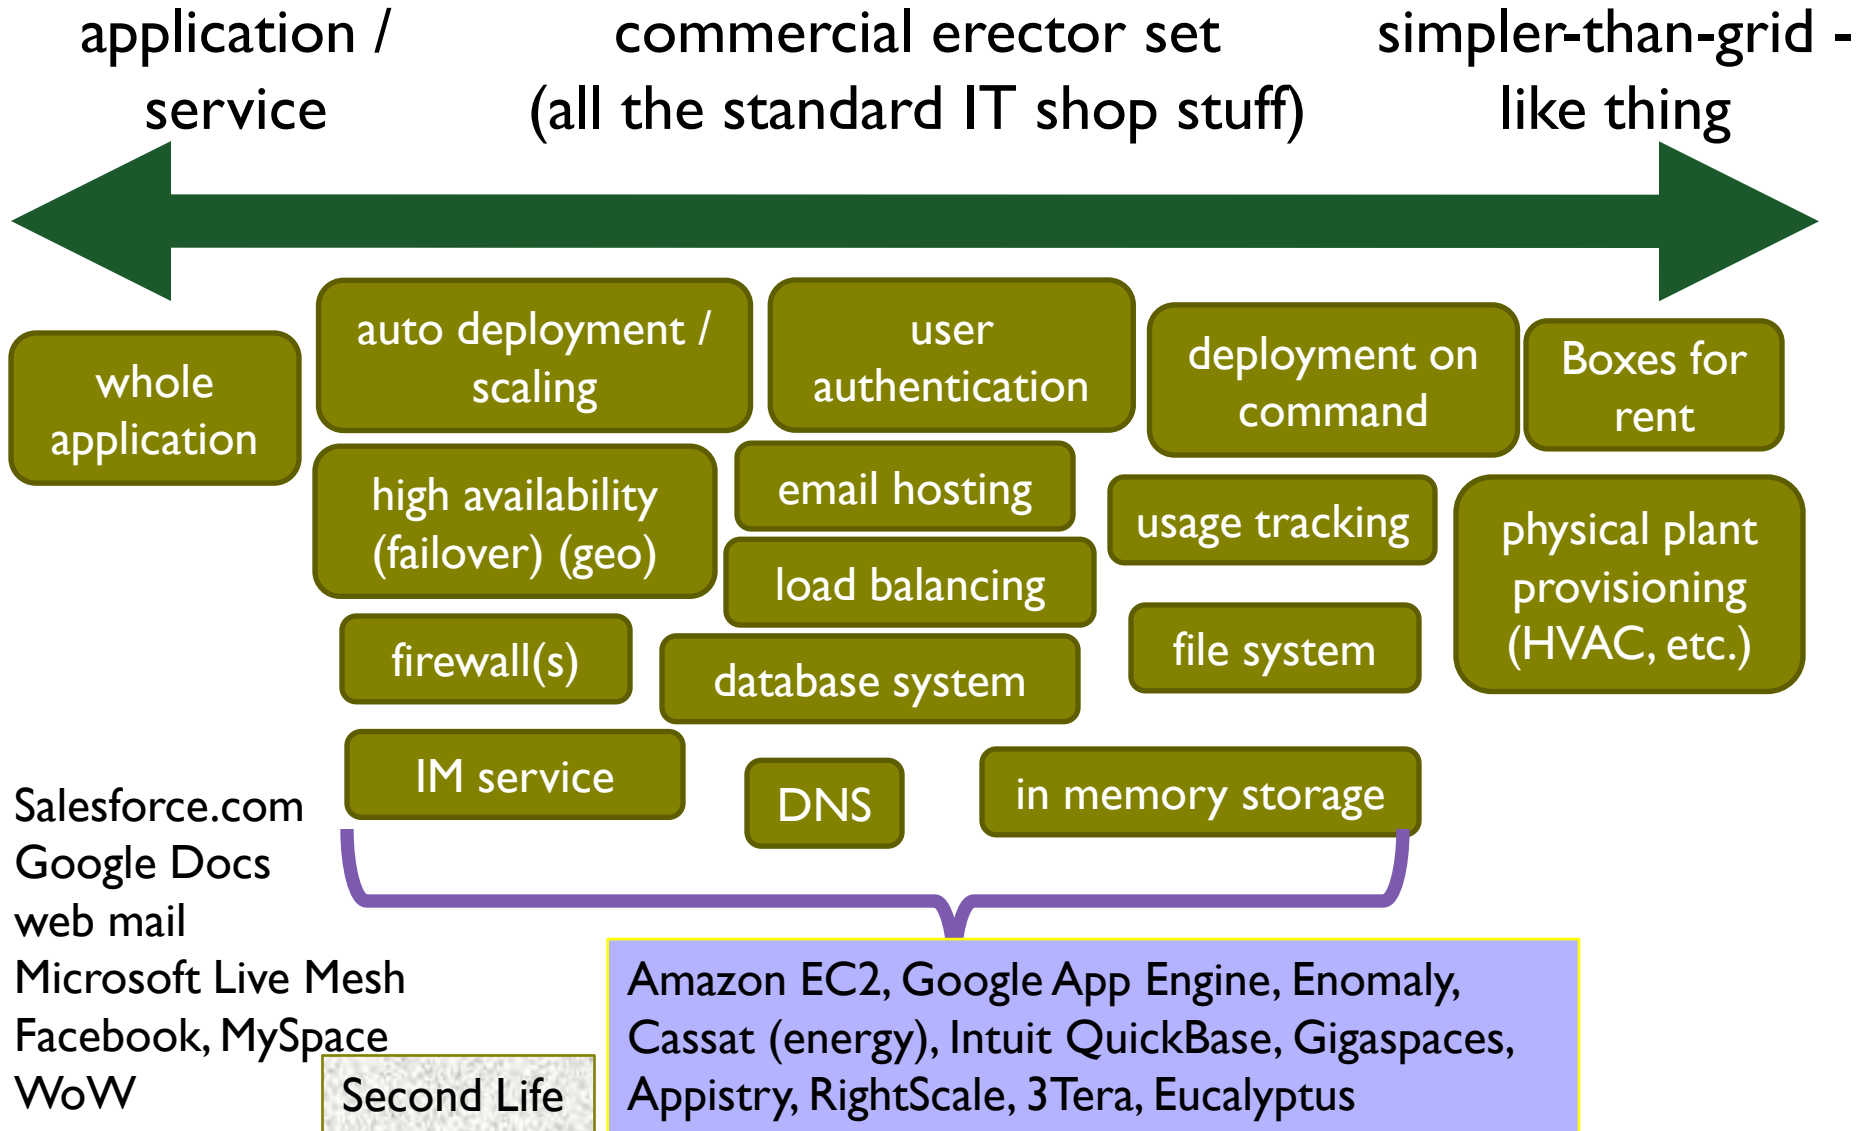 application /
service
commercial erector set
(all the standard IT shop stuff)
simpler-than-grid -
like thing
whole
application
auto deployment /
scaling
user
authentication
deployment on
command
Boxes for
rent
high availability
(failover) (geo)
email hosting
usage tracking
physical plant
provisioning
(HVAC, etc.)
load balancing
firewall(s)
database system
file system
IM service
DNS
in memory storage
Salesforce.com
Google Docs
web mail
Microsoft Live Mesh
Facebook, MySpace
WoW
Second Life
Amazon EC2, Google App Engine, Enomaly,
Cassat (energy), Intuit QuickBase, Gigaspaces,
Appistry, RightScale, 3Tera, Eucalyptus